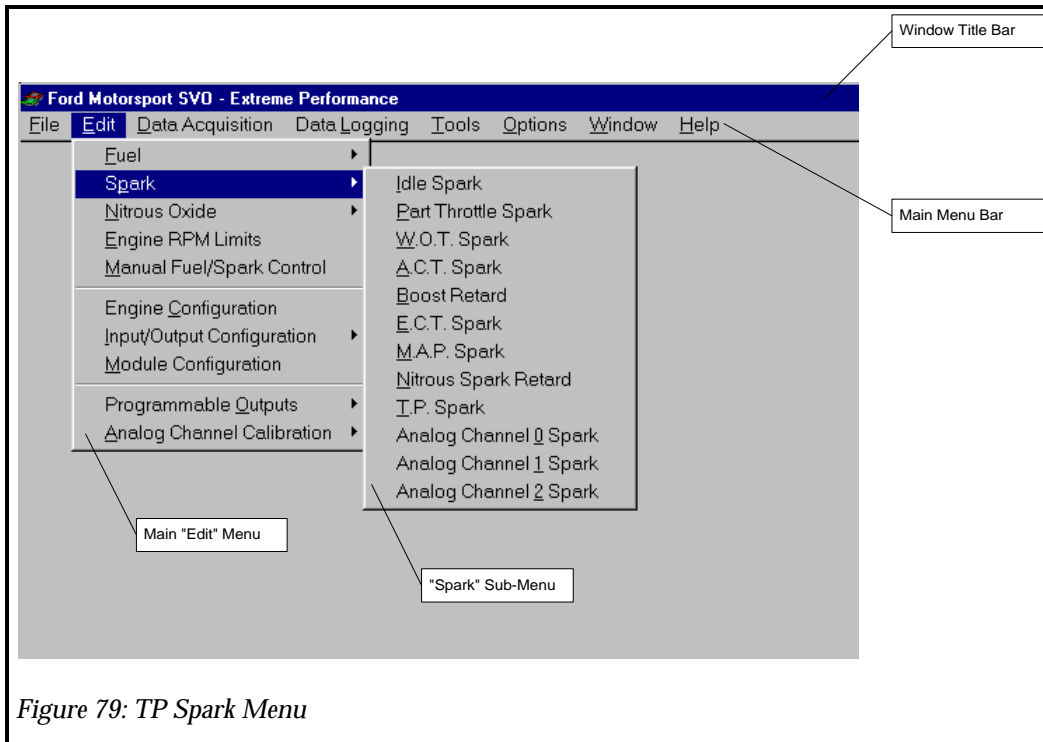 Window Title Bar
Ford Motorsport SVO - Extreme Performance
File Edit Data Acquisition Data Logging Tools Options Window Help
Main Menu Bar
Fuel
Spark
Nitrous Oxide
Engine RPM Limits
Manual Fuel/Spark Control
Engine Configuration
Input/Output Configuration
Module Configuration
Programmable Outputs
Analog Channel Calibration
Idle Spark
Part Throttle Spark
W.O.T. Spark
A.C.T. Spark
Boost Retard
E.C.T. Spark
M.A.P. Spark
Nitrous Spark Retard
T.P. Spark
Analog Channel 0 Spark
Analog Channel 1 Spark
Analog Channel 2 Spark
Main "Edit" Menu
"Spark" Sub-Menu
Figure 79: TP Spark Menu